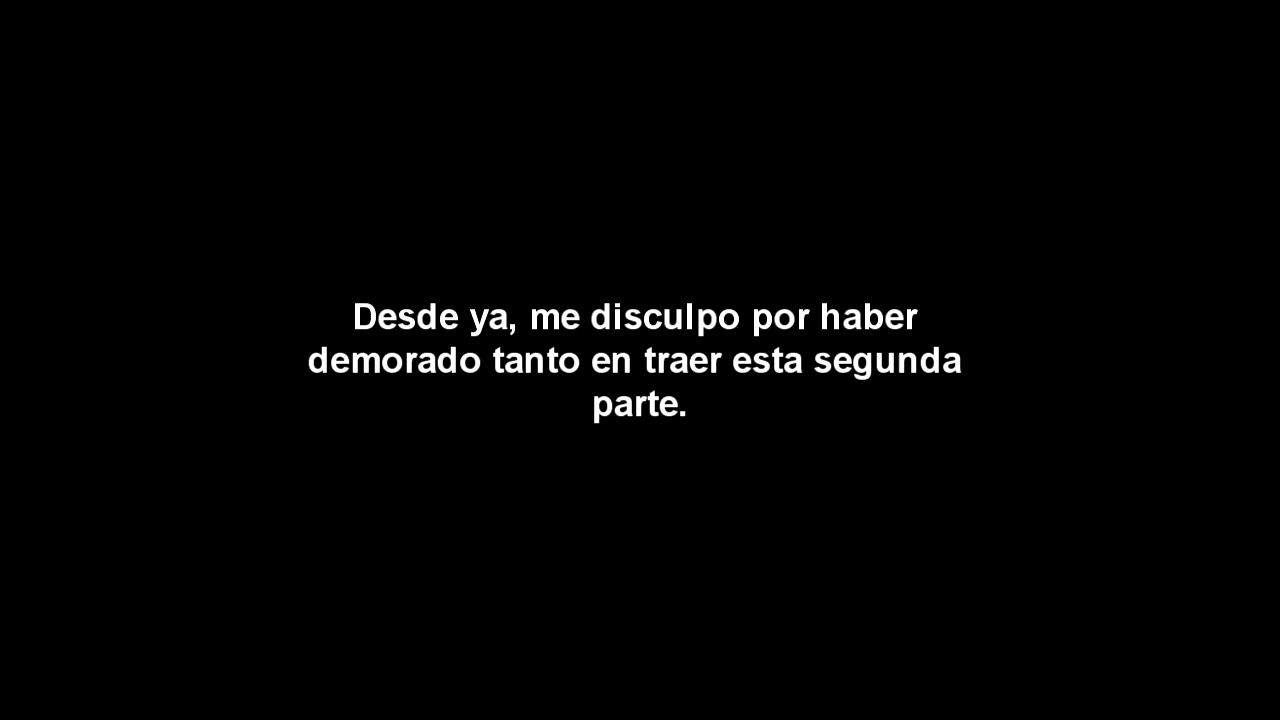 Desde ya, me disculpo por haber
demorado tanto en traer esta segunda
parte.